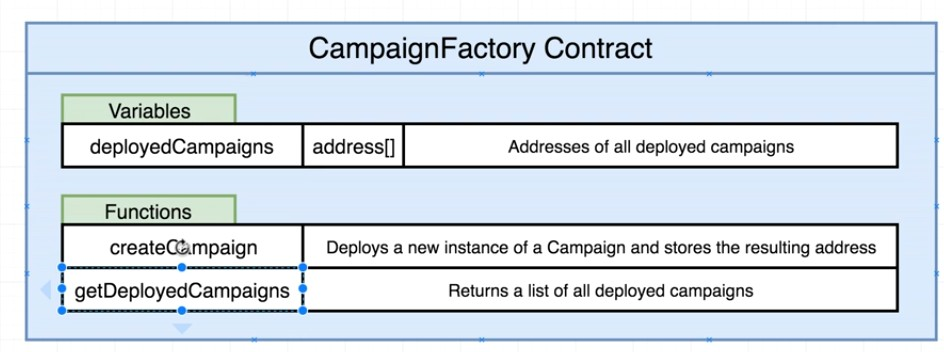 CampaignFactory Contract
Variables
deployedCampaigns address[] Addresses of all deployed campaigns
Functions
createCampaign Deploys a new instance of a Campaign and stores the resulting address
getDeployedCampaigns Returns a list of all deployed campaigns